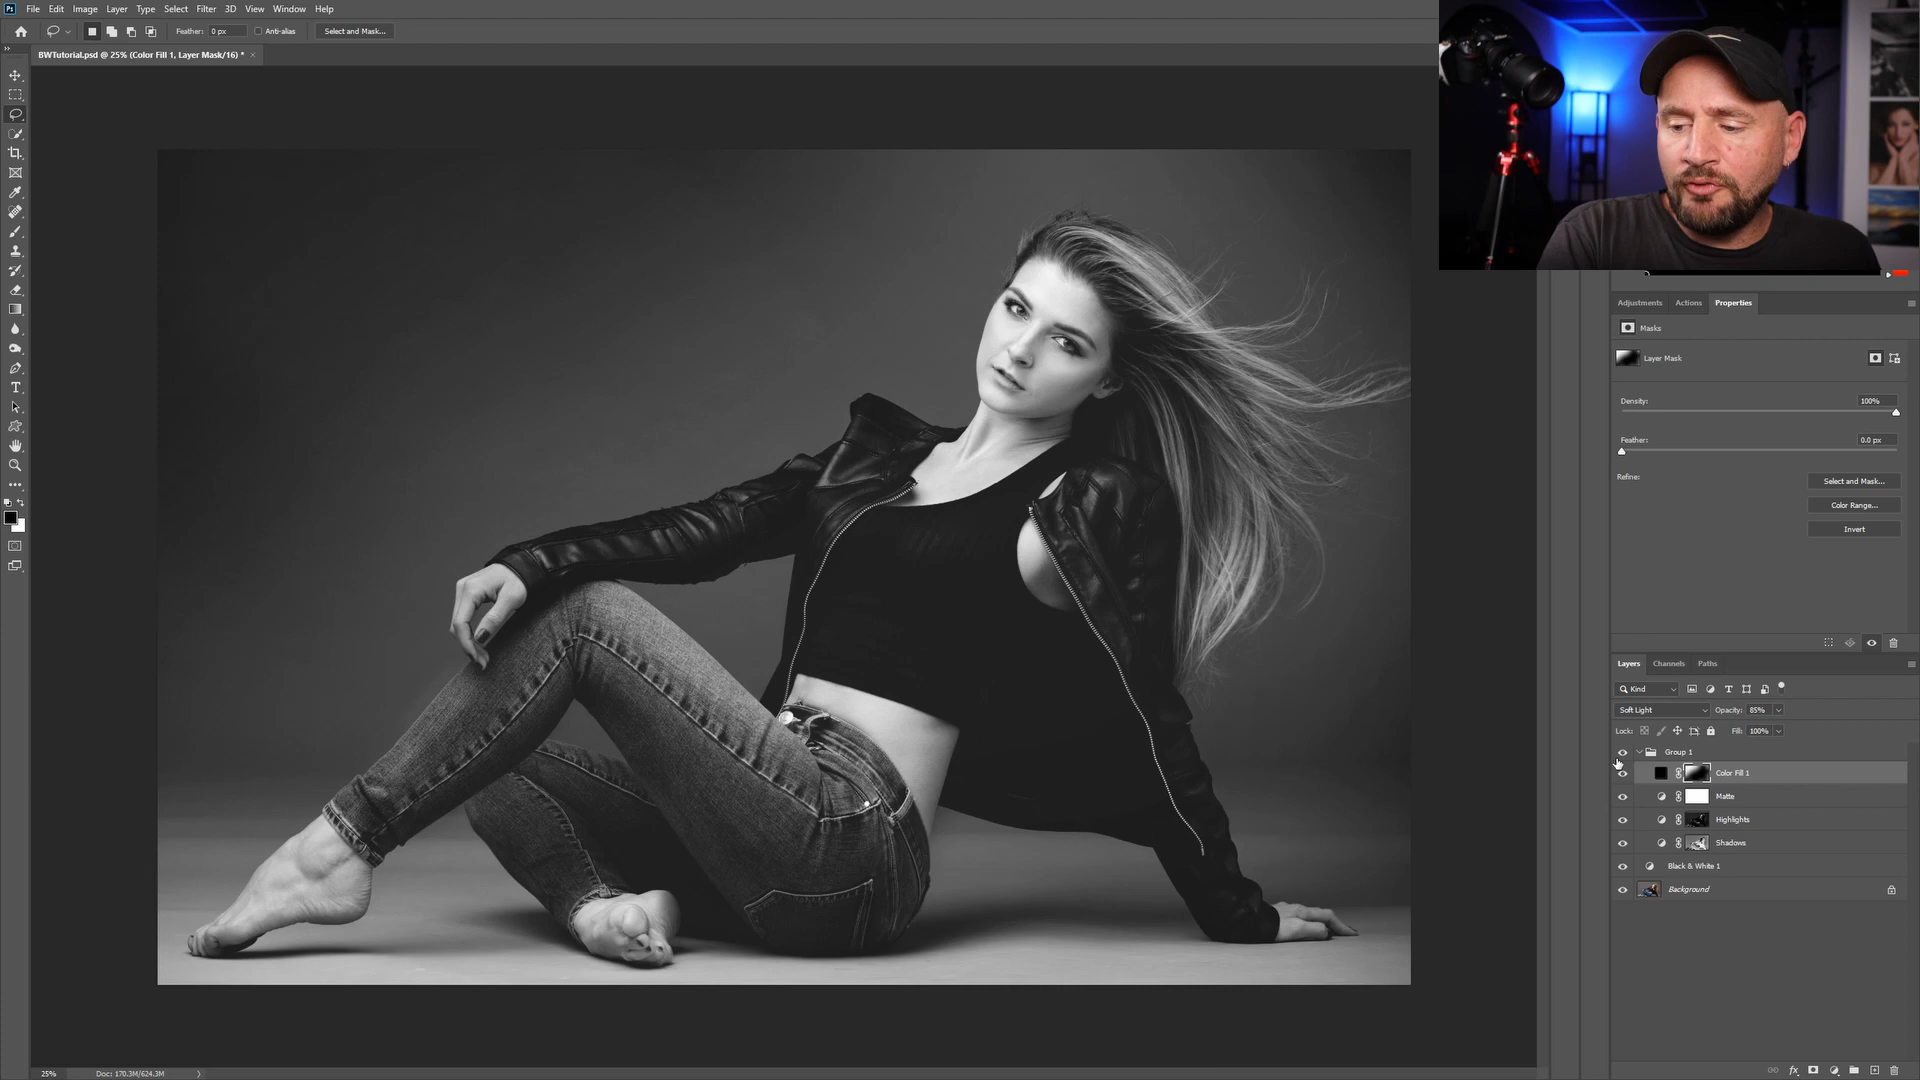 Ps File Edit Image Layer Type Select Filter 3D View Window Help
Feather: 0 px Anti-alias Select and Mask...
BWTutorial.psd @ 25% (Color Fill 1, Layer Mask/16) * ×
Adjustments Actions Properties
Masks
Layer Mask
Density: 100%
Feather: 0.0 px
Refine: Select and Mask...
Color Range...
Invert
Layers Channels Paths
Kind
Soft Light Opacity: 85%
Lock: Fill: 100%
Group 1
Color Fill 1
Matte
Highlights
Shadows
Black & White 1
Background
25% Doc: 170.3M/624.3M